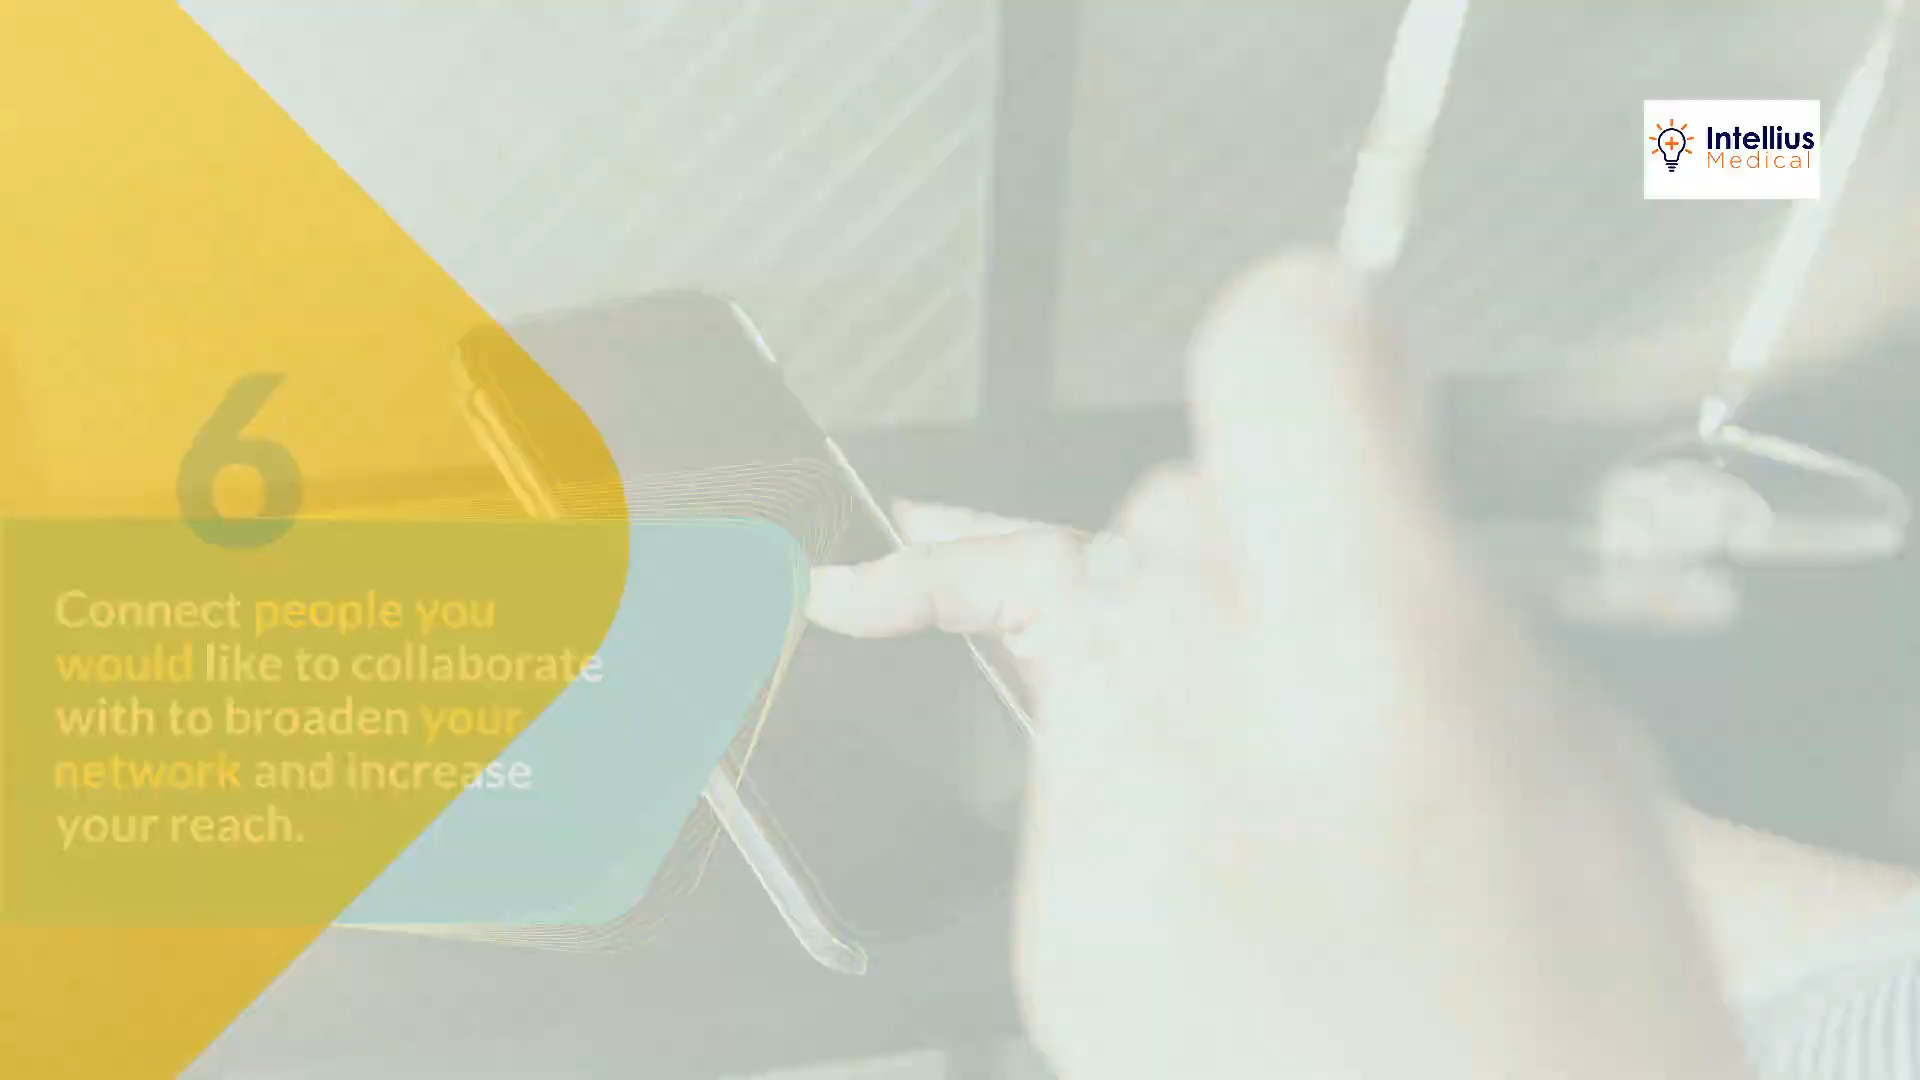 Intellius
Medical
6
Connect people you
would like to collaborate
with to broaden your
network and increase
your reach.